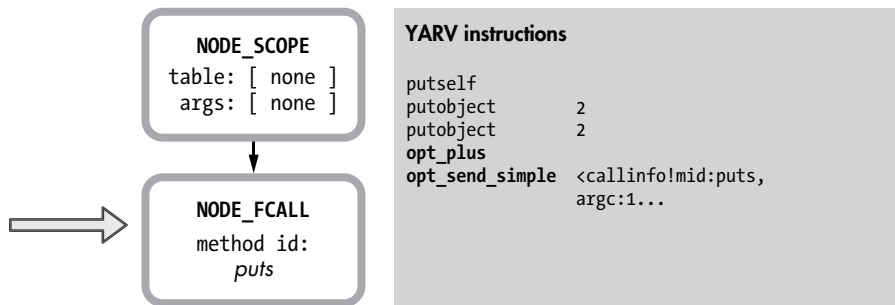 NODE_SCOPE
table: [ none ]
args: [ none ]
NODE_FCALL
method id:
puts
YARV instructions
putself
putobject 2
putobject 2
opt_plus
opt_send_simple <callinfo!mid:puts,
argc:1...